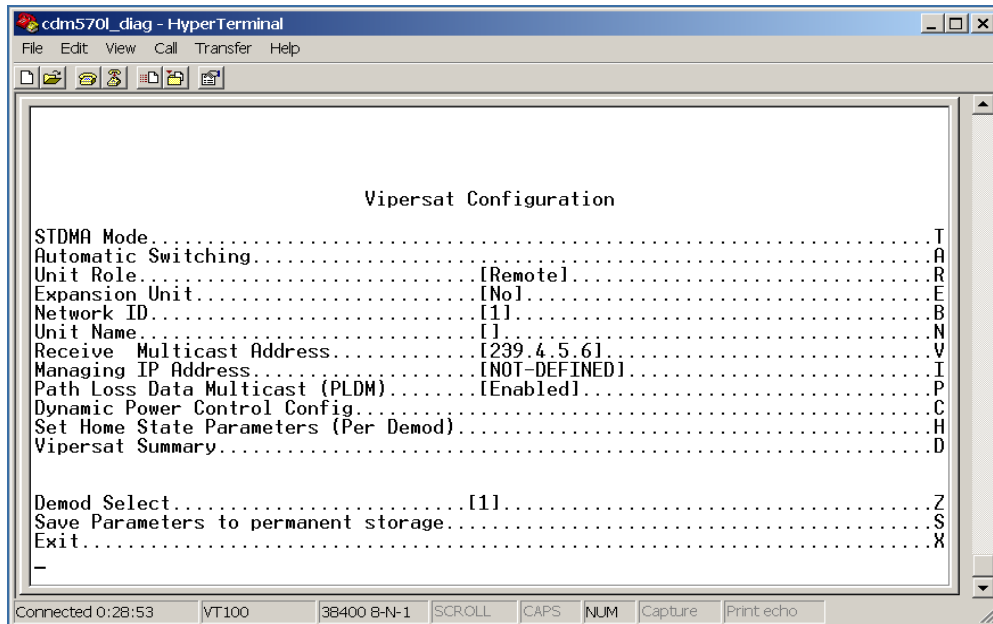 cdm570l_diag - HyperTerminal
File Edit View Call Transfer Help
Vipersat Configuration
STDMA Mode...............................................................................T
Automatic Switching......................................................................A
Unit Role...............................[Remote]......................................R
Expansion Unit..........................[No]..........................................E
Network ID..............................[1]...........................................B
Unit Name...............................[]............................................N
Receive  Multicast Address..............[239.4.5.6]...................................V
Managing IP Address.....................[NOT-DEFINED].................................I
Path Loss Data Multicast (PLDM)........[Enabled].....................................P
Dynamic Power Control Config.............................................................C
Set Home State Parameters (Per Demod)....................................................H
Vipersat Summary.........................................................................D
Demod Select...........................[1]............................................Z
Save Parameters to permanent storage.....................................................S
Exit.....................................................................................X
Connected 0:28:53 VT100 38400 8-N-1 SCROLL CAPS NUM Capture Print echo